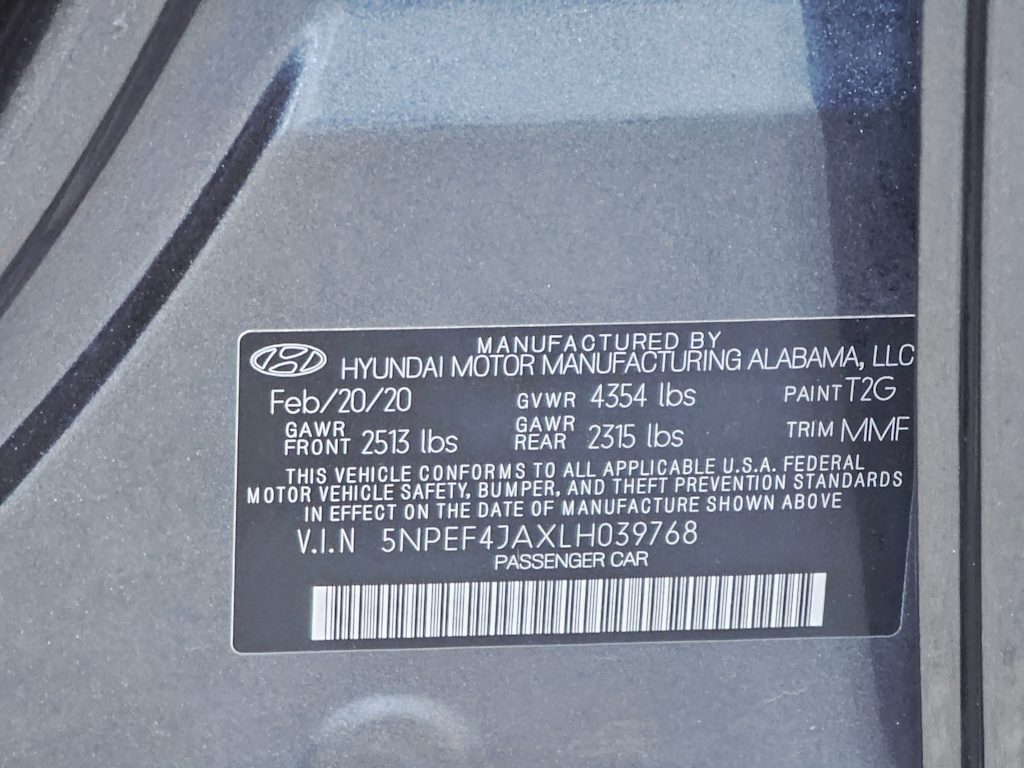 MANUFACTURED BY
HYUNDAI MOTOR MANUFACTURING ALABAMA, LLC
Feb/20/20 GVWR 4354 lbs PAINT T2G
GAWR FRONT 2513 lbs GAWR REAR 2315 lbs TRIM MMF
THIS VEHICLE CONFORMS TO ALL APPLICABLE U.S.A. FEDERAL
MOTOR VEHICLE SAFETY, BUMPER, AND THEFT PREVENTION STANDARDS
IN EFFECT ON THE DATE OF MANUFACTURE SHOWN ABOVE
V.I.N 5NPEF4JAXLH039768
PASSENGER CAR